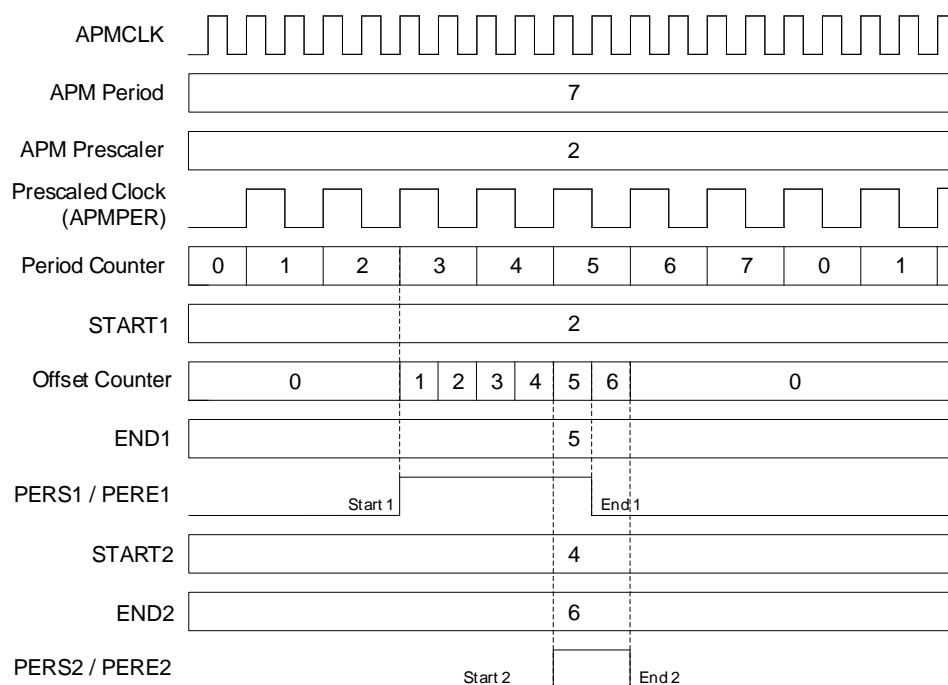 APMCLK
APM Period 7
APM Prescaler 2
Prescaled Clock
(APMPER)
Period Counter 0 1 2 3 4 5 6 7 0 1
START1 2
Offset Counter 0 1 2 3 4 5 6 0
END1 5
PERS1 / PERE1 Start 1 End 1
START2 4
END2 6
PERS2 / PERE2 Start 2 End 2